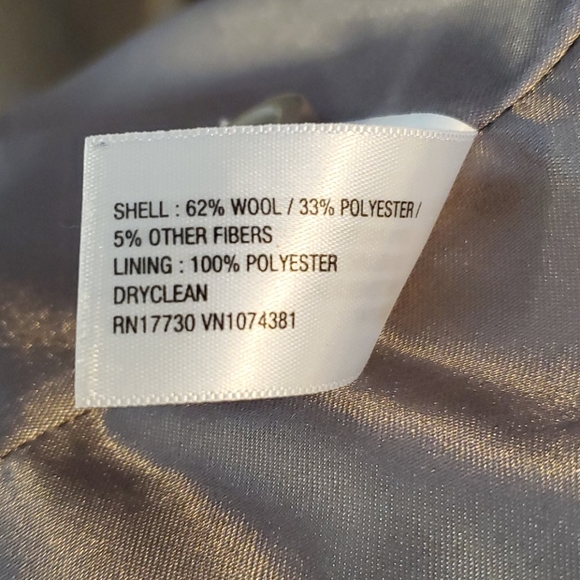 SHELL : 62% WOOL / 33% POLYESTER /
5% OTHER FIBERS
LINING : 100% POLYESTER
DRYCLEAN
RN17730 VN1074381